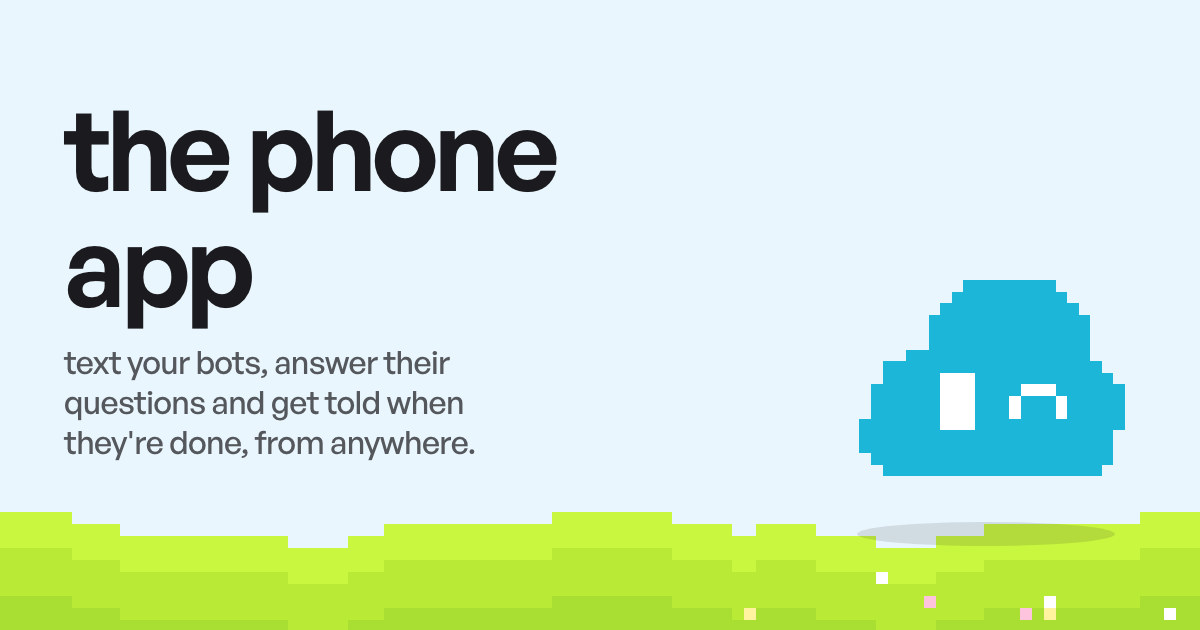 the phone
app
text your bots, answer their
questions and get told when
they're done, from anywhere.